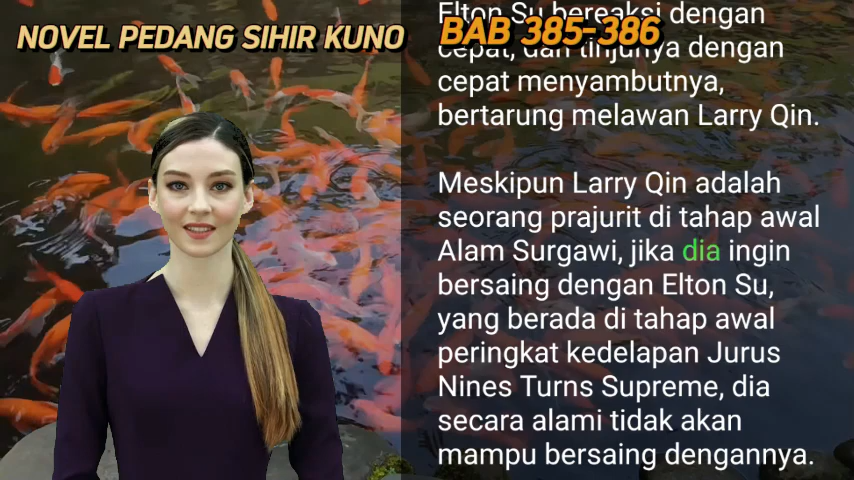 NOVEL PEDANG SIHIR KUNO
BAB 385-386
Elton Su bereaksi dengan
cepat, dan tinjunya dengan
cepat menyambutnya,
bertarung melawan Larry Qin.
Meskipun Larry Qin adalah
seorang prajurit di tahap awal
Alam Surgawi, jika dia ingin
bersaing dengan Elton Su,
yang berada di tahap awal
peringkat kedelapan Jurus
Nines Turns Supreme, dia
secara alami tidak akan
mampu bersaing dengannya.